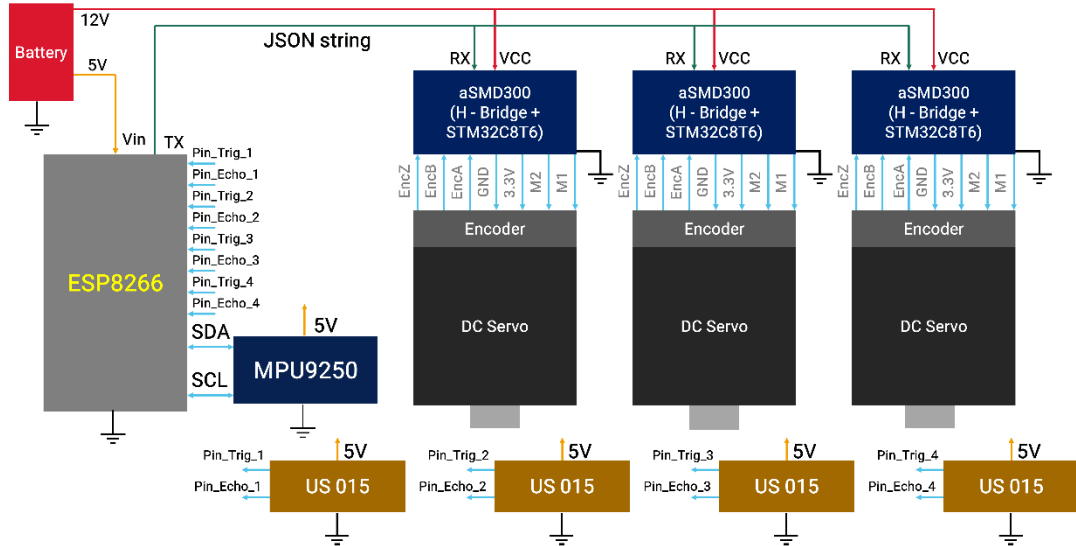 12V
Battery
JSON string
5V
RX
VCC
RX
VCC
RX
VCC
aSMD300
(H - Bridge +
STM32C8T6)
aSMD300
(H - Bridge +
STM32C8T6)
aSMD300
(H - Bridge +
STM32C8T6)
Vin
TX
Pin_Trig_1
Pin_Echo_1
Pin_Trig_2
Pin_Echo_2
Pin_Trig_3
Pin_Echo_3
Pin_Trig_4
Pin_Echo_4
ESP8266
SDA
SCL
EncZ
EncB
EncA
GND
3.3V
M2
M1
EncZ
EncB
EncA
GND
3.3V
M2
M1
EncZ
EncB
EncA
GND
3.3V
M2
M1
Encoder
Encoder
Encoder
DC Servo
DC Servo
DC Servo
5V
MPU9250
Pin_Trig_1
Pin_Echo_1
5V
US 015
Pin_Trig_2
Pin_Echo_2
5V
US 015
Pin_Trig_3
Pin_Echo_3
5V
US 015
Pin_Trig_4
Pin_Echo_4
5V
US 015